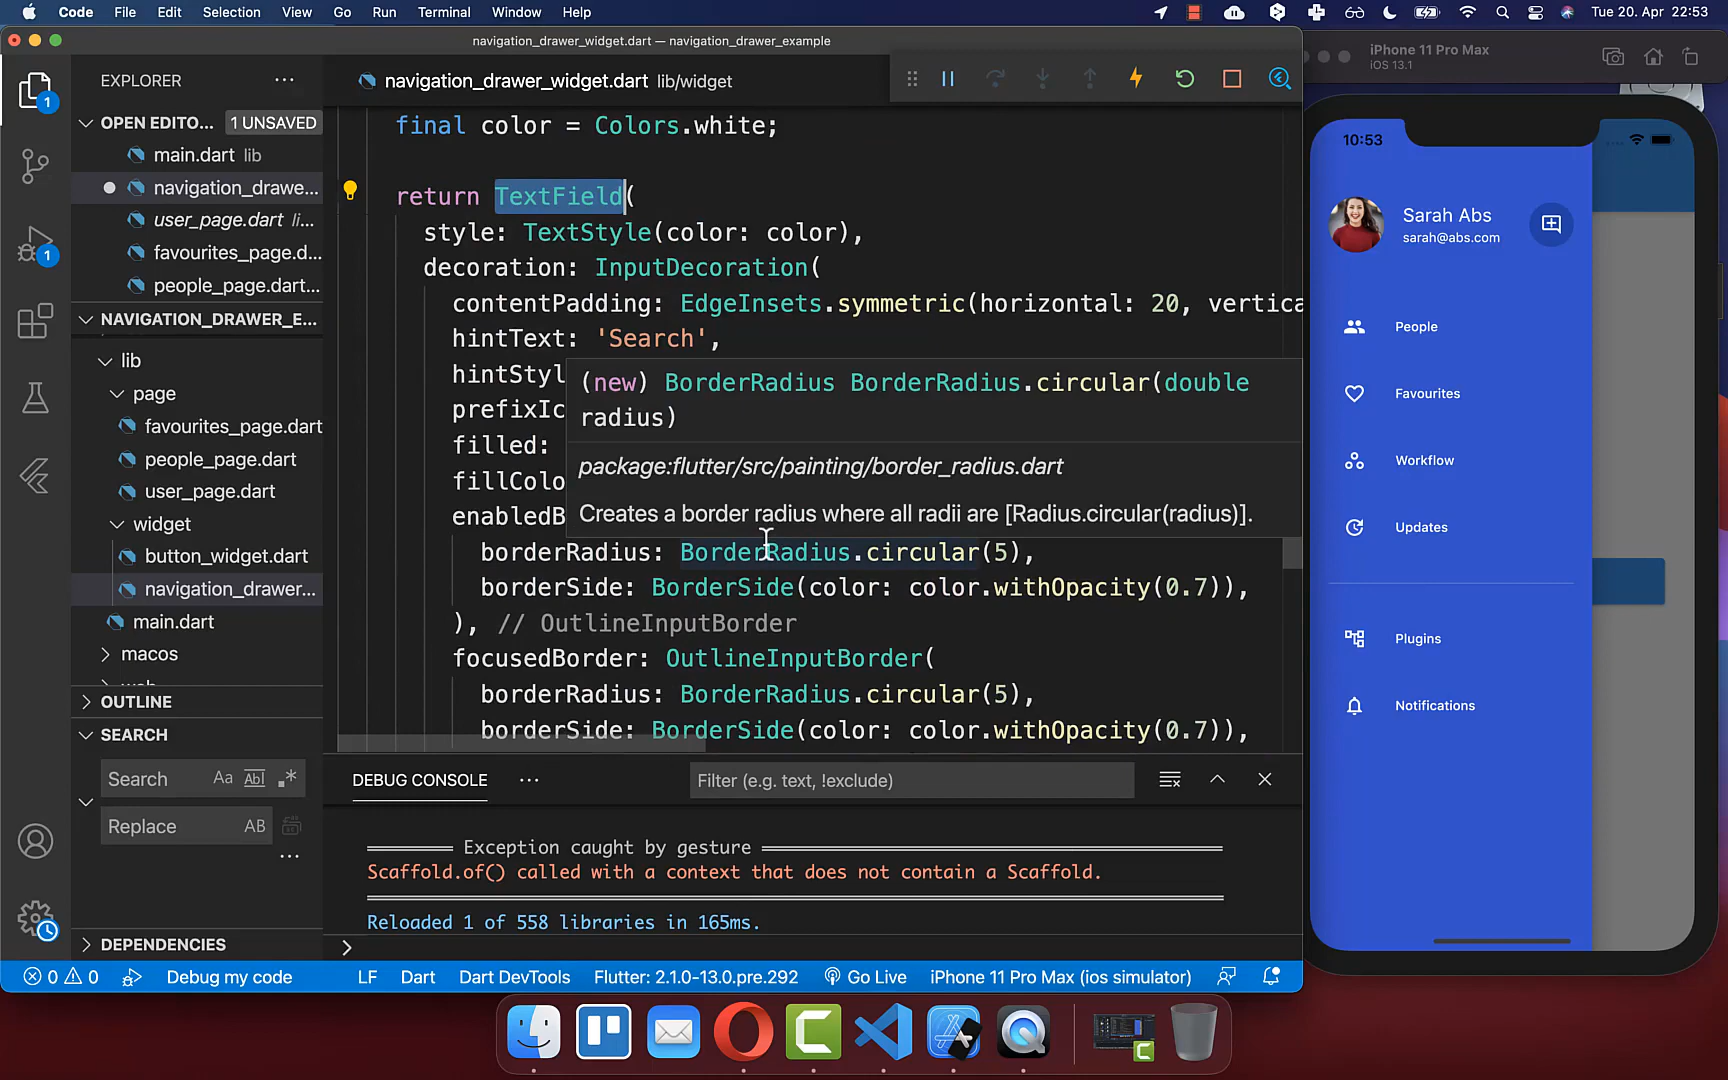 Code File Edit Selection View Go Run Terminal Window Help
Tue 20. Apr 22:53
navigation_drawer_widget.dart — navigation_drawer_example
EXPLORER
OPEN EDITO... 1 UNSAVED
main.dart lib
navigation_drawe...
user_page.dart li...
favourites_page.d...
people_page.dart...
NAVIGATION_DRAWER_E...
lib
page
favourites_page.dart
people_page.dart
user_page.dart
widget
button_widget.dart
navigation_drawer...
main.dart
macos
OUTLINE
SEARCH
Search Aa Abl .*
Replace AB
DEPENDENCIES
1
1
navigation_drawer_widget.dart lib/widget
final color = Colors.white;
return TextField(
style: TextStyle(color: color),
decoration: InputDecoration(
contentPadding: EdgeInsets.symmetric(horizontal: 20, vertica
hintText: 'Search',
hintStyl
prefixIc
filled:
fillColo
enabledB
(new) BorderRadius BorderRadius.circular(double
radius)
package:flutter/src/painting/border_radius.dart
Creates a border radius where all radii are [Radius.circular(radius)].
borderRadius: BorderRadius.circular(5),
borderSide: BorderSide(color: color.withOpacity(0.7)),
), // OutlineInputBorder
focusedBorder: OutlineInputBorder(
borderRadius: BorderRadius.circular(5),
borderSide: BorderSide(color: color.withOpacity(0.7)),
DEBUG CONSOLE
Filter (e.g. text, !exclude)
Exception caught by gesture
Scaffold.of() called with a context that does not contain a Scaffold.
Reloaded 1 of 558 libraries in 165ms.
0 0 Debug my code LF Dart Dart DevTools Flutter: 2.1.0-13.0.pre.292 Go Live iPhone 11 Pro Max (ios simulator)
iPhone 11 Pro Max
iOS 13.1
10:53
Sarah Abs
sarah@abs.com
People
Favourites
Workflow
Updates
Plugins
Notifications